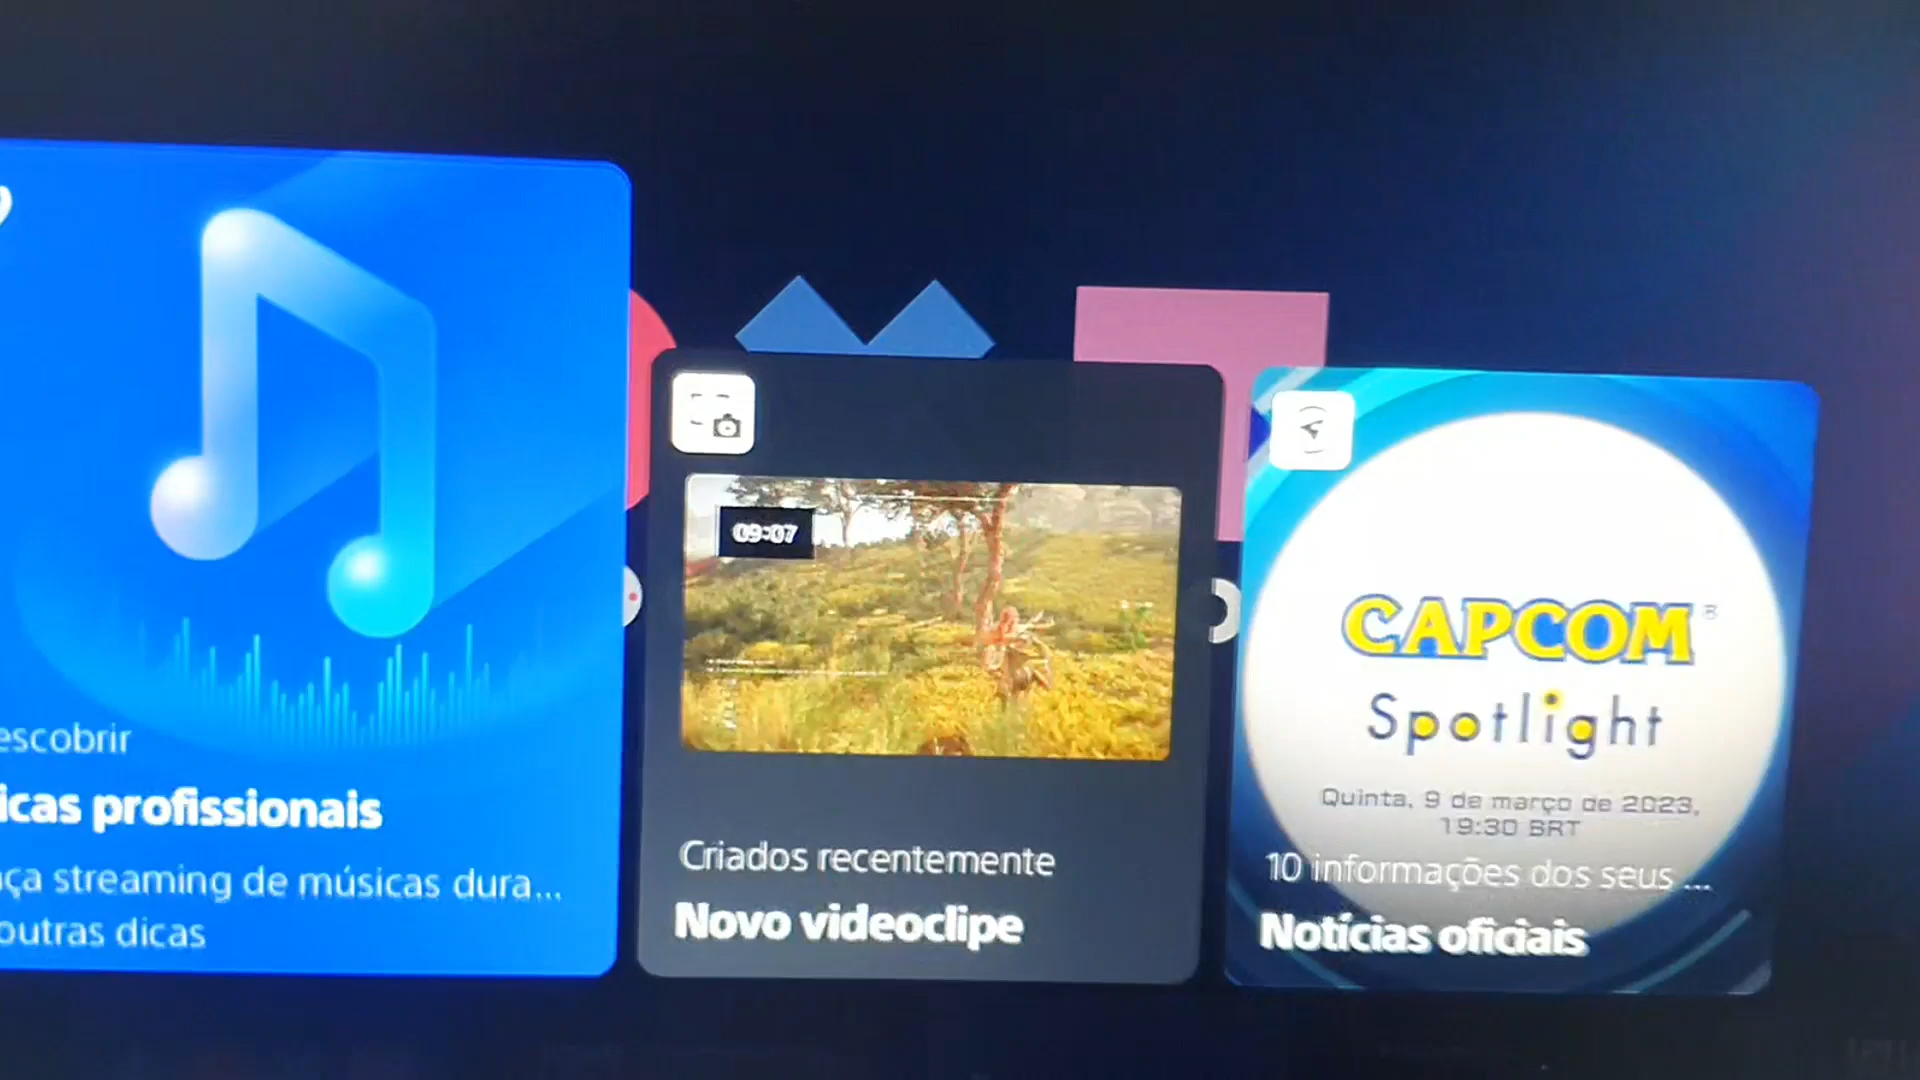 escobrir
icas profissionais
ça streaming de músicas dura...
outras dicas
09:07
Criados recentemente
Novo videoclipe
CAPCOM®
Spotlight
Quinta, 9 de março de 2023,
19:30 BRT
10 informações dos seus ...
Notícias oficiais